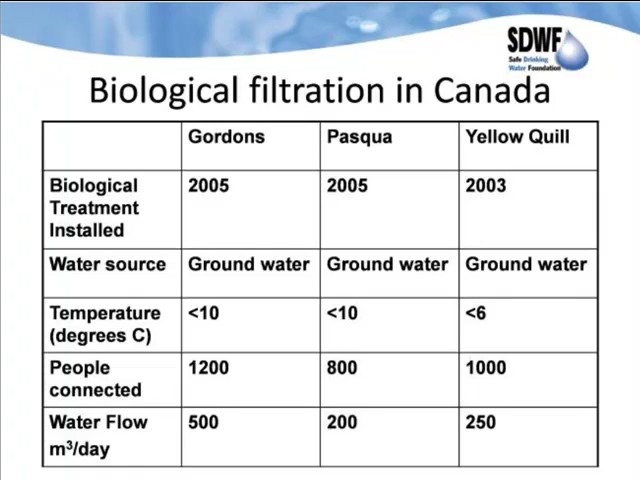 SDWF
Safe Drinking
Water Foundation
Biological filtration in Canada
Gordons Pasqua Yellow Quill
Biological 2005 2005 2003
Treatment
Installed
Water source Ground water Ground water Ground water
Temperature <10 <10 <6
(degrees C)
People 1200 800 1000
connected
Water Flow 500 200 250
m³/day